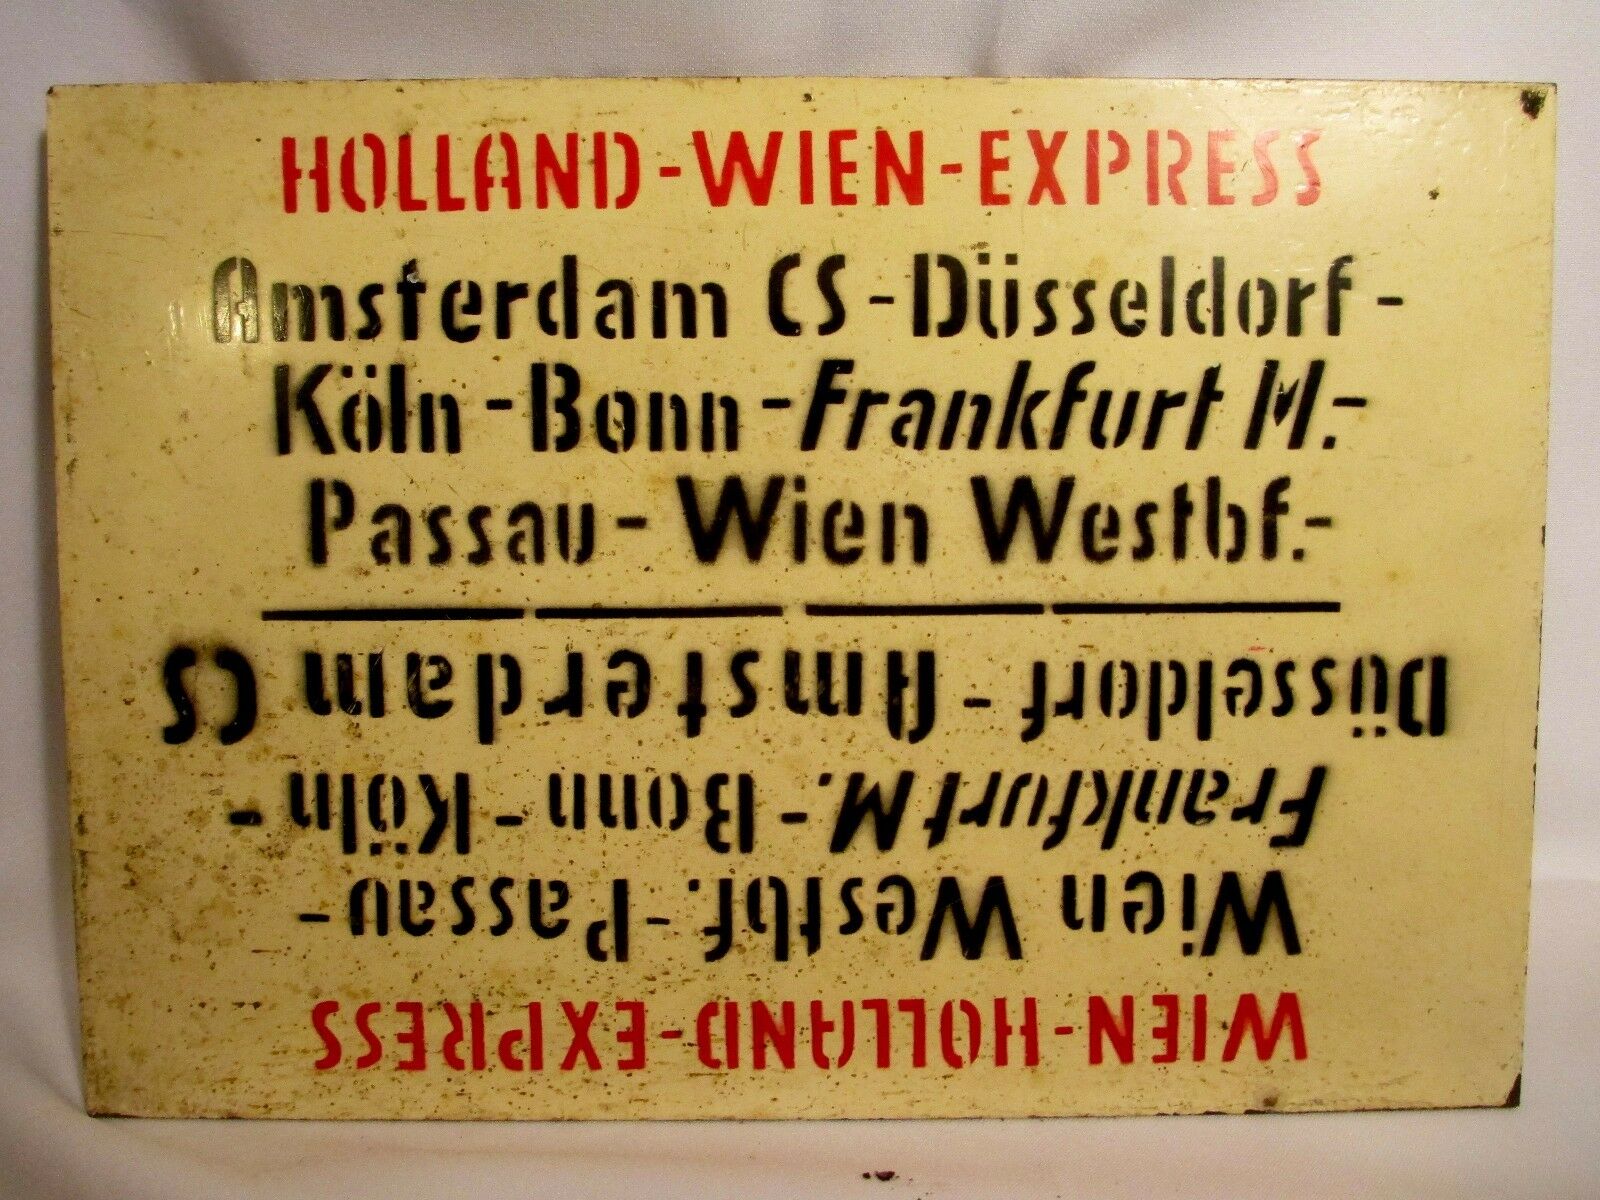 HOLLAND-WIEN-EXPRESS
Amsterdam CS-Düsseldorf-
Köln-Bonn-Frankfurt M.-
Passau-Wien Westbf.-
WIEN-HOLLAND-EXPRESS
Wien Westbf.-Passau-
Frankfurt M.-Bonn-Köln-
Düsseldorf-Amsterdam CS